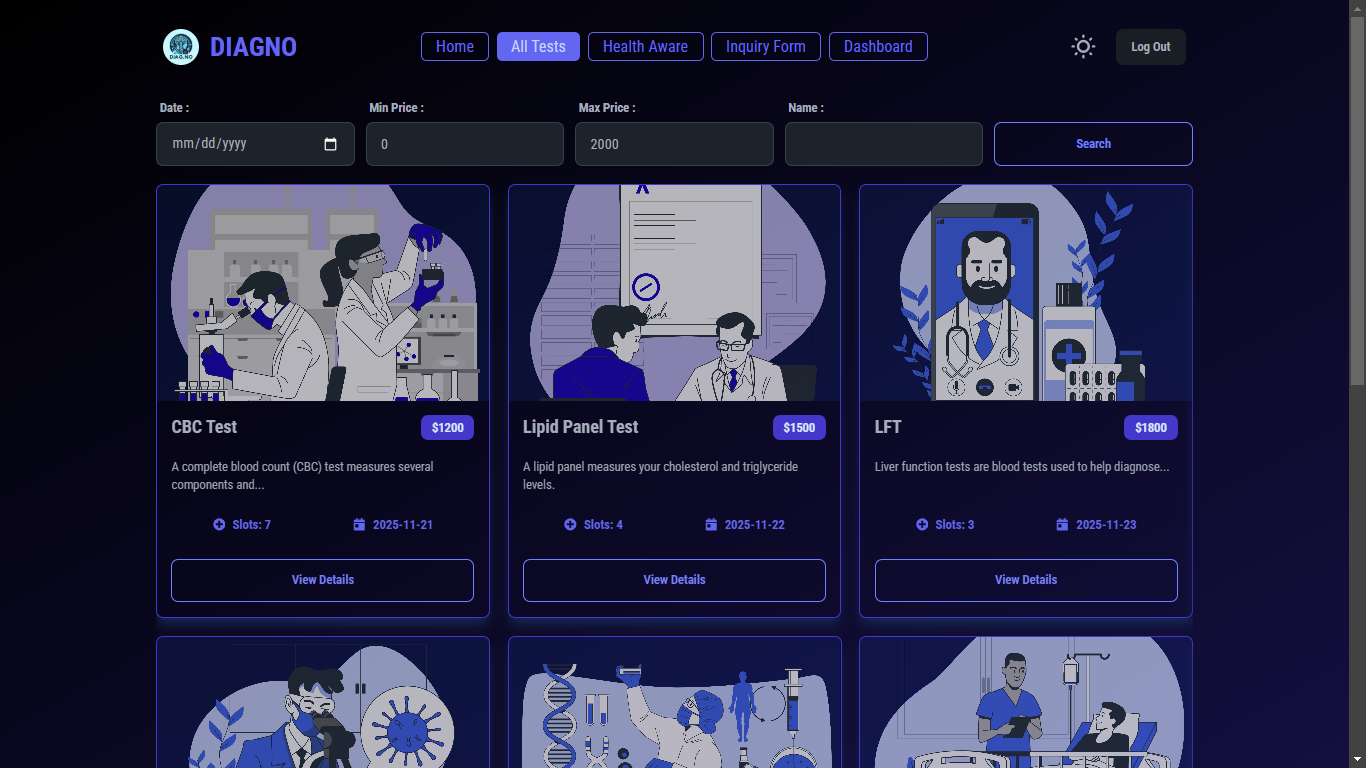 DIAGNO
Home
All Tests
Health Aware
Inquiry Form
Dashboard
Log Out
Date :
Min Price :
Max Price :
Name :
mm/dd/yyyy
0
2000
Search
CBC Test
$1200
A complete blood count (CBC) test measures several
components and...
Slots: 7
2025-11-21
View Details
Lipid Panel Test
$1500
A lipid panel measures your cholesterol and triglyceride
levels.
Slots: 4
2025-11-22
View Details
LFT
$1800
Liver function tests are blood tests used to help diagnose...
Slots: 3
2025-11-23
View Details